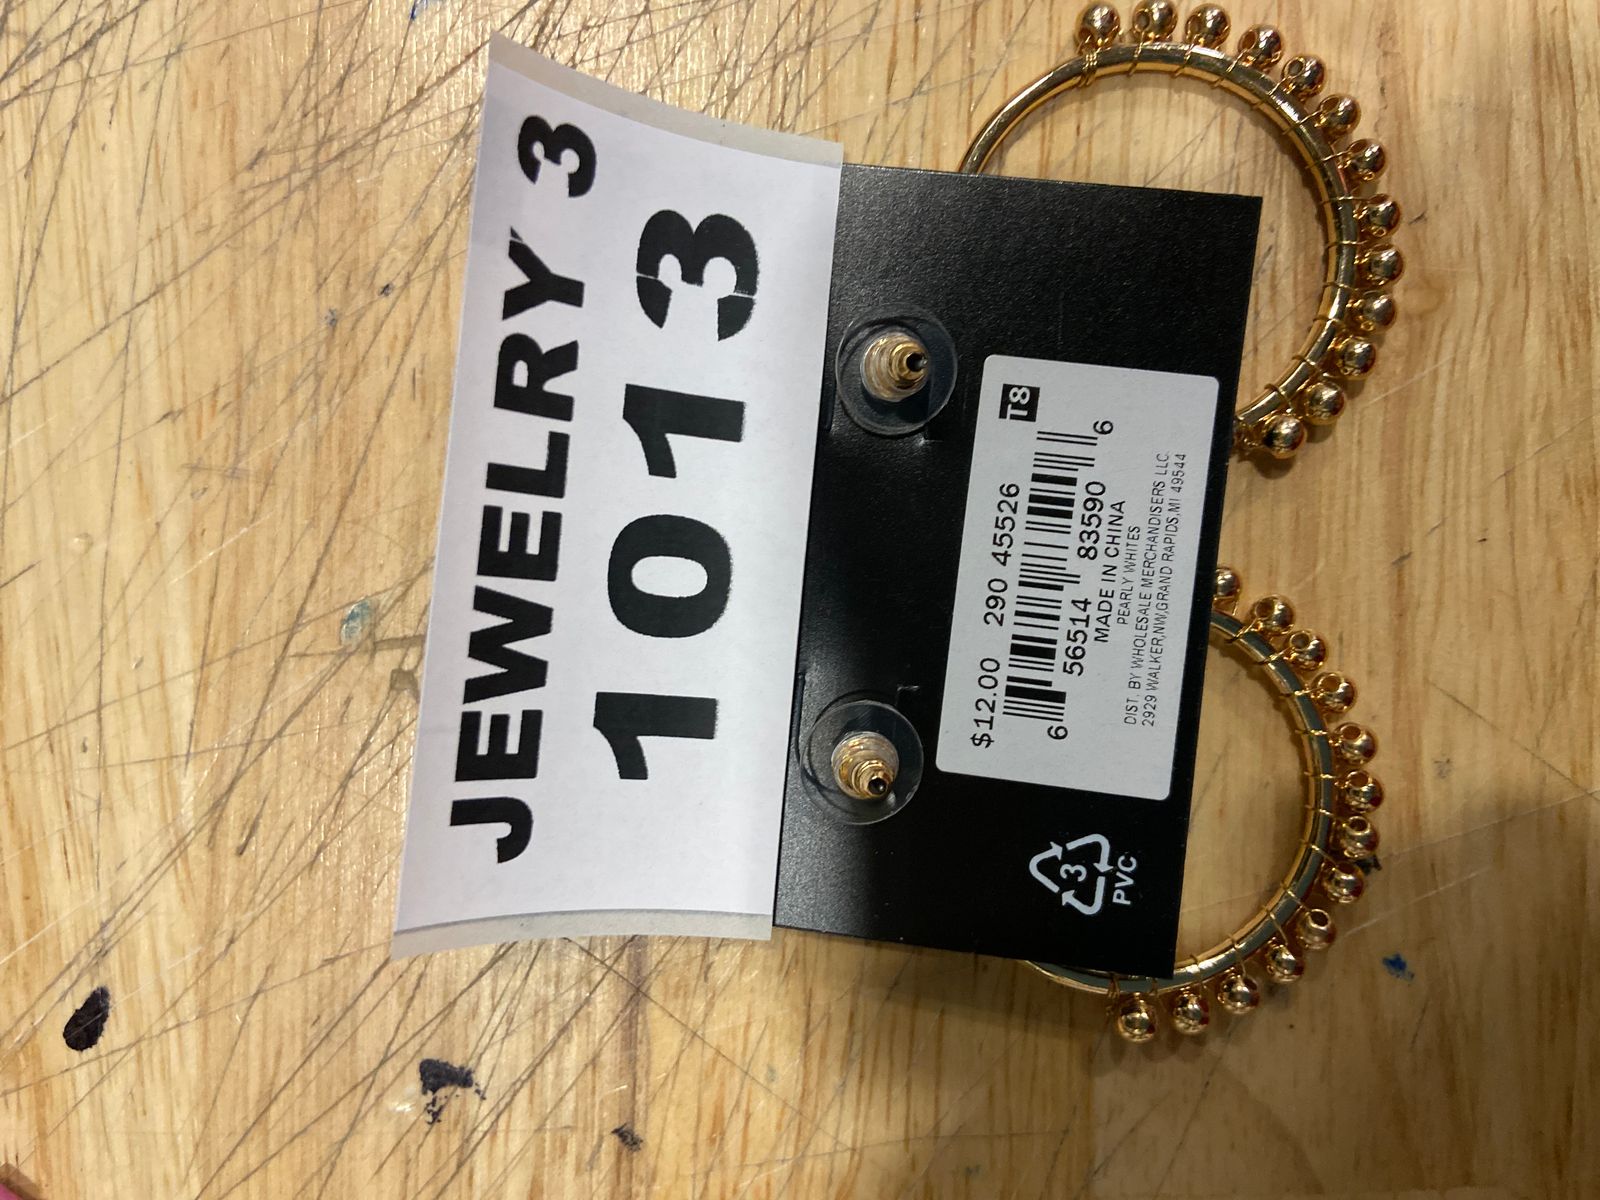 JEWELRY 3
1013
$12.00 290 45526 T8
6 56514 83590 6
MADE IN CHINA
PEARLY WHITES
DIST. BY WHOLESALE MERCHANDISERS LLC.
2929 WALKER,NW,GRAND RAPIDS,MI 49544
3
PVC